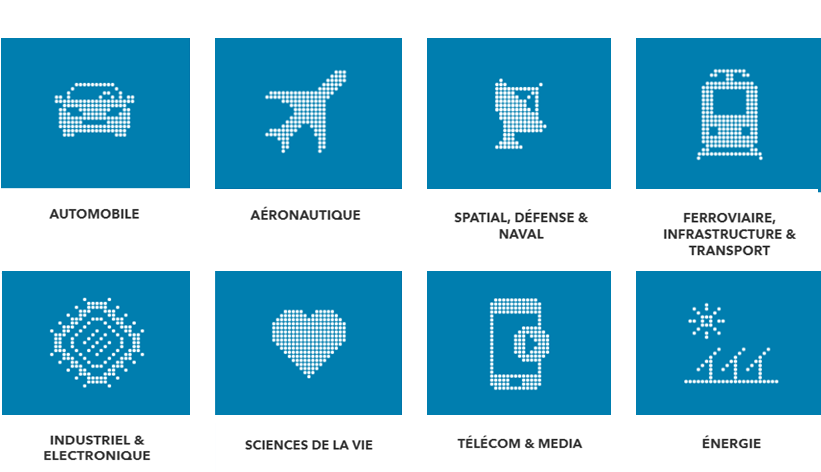 AUTOMOBILE
AÉRONAUTIQUE
SPATIAL, DÉFENSE &
NAVAL
FERROVIAIRE,
INFRASTRUCTURE &
TRANSPORT
INDUSTRIEL &
ELECTRONIQUE
SCIENCES DE LA VIE
TÉLÉCOM & MEDIA
ÉNERGIE